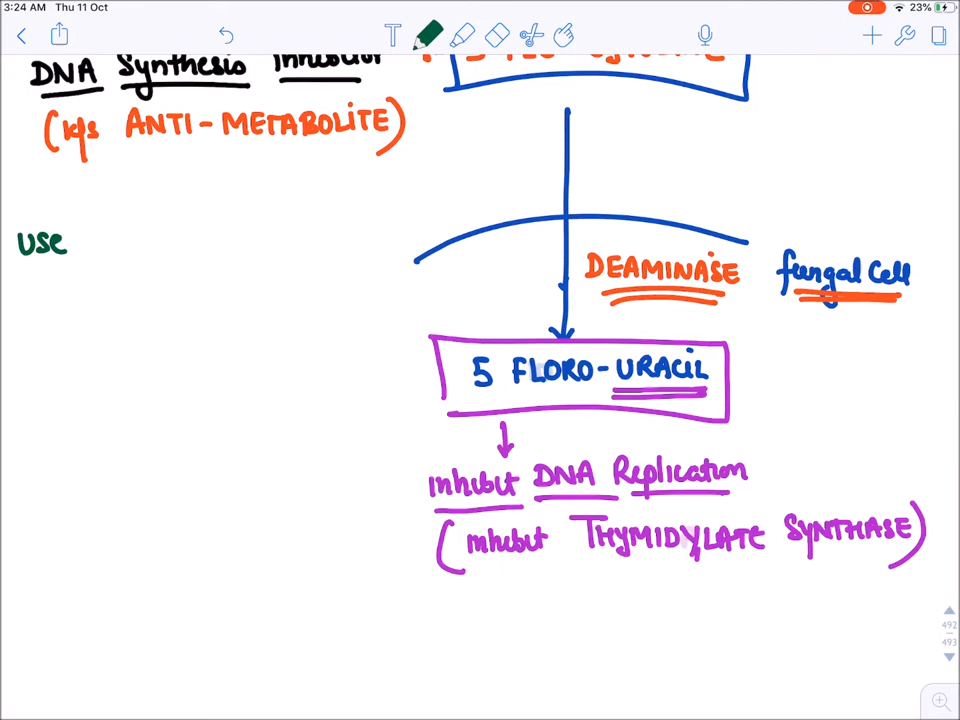 3:24 AM Thu 11 Oct
23%
DNA Synthesis Inhibitor
(k/s ANTI-METABOLITE)
USE
DEAMINASE
fungal Cell
5 FLORO-URACIL
Inhibit DNA Replication
(Inhibit THYMIDYLATE SYNTHASE)
492
493